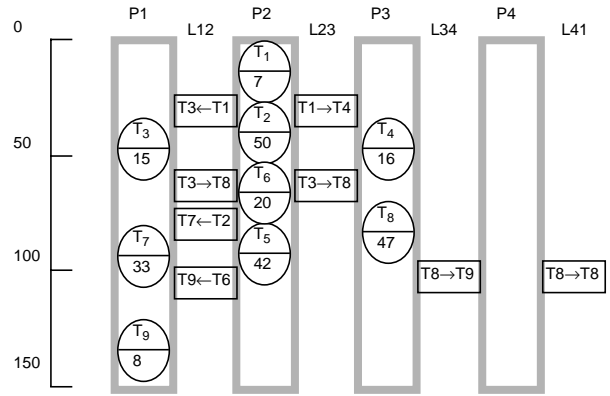 0
P1
L12
P2
L23
P3
L34
P4
L41
T1
7
T3←T1
T1→T4
T2
50
50
T3
15
T4
16
T3→T8
T6
20
T3→T8
T7←T2
T8
47
100
T7
33
T5
42
T9←T6
T8→T9
T8→T8
150
T9
8